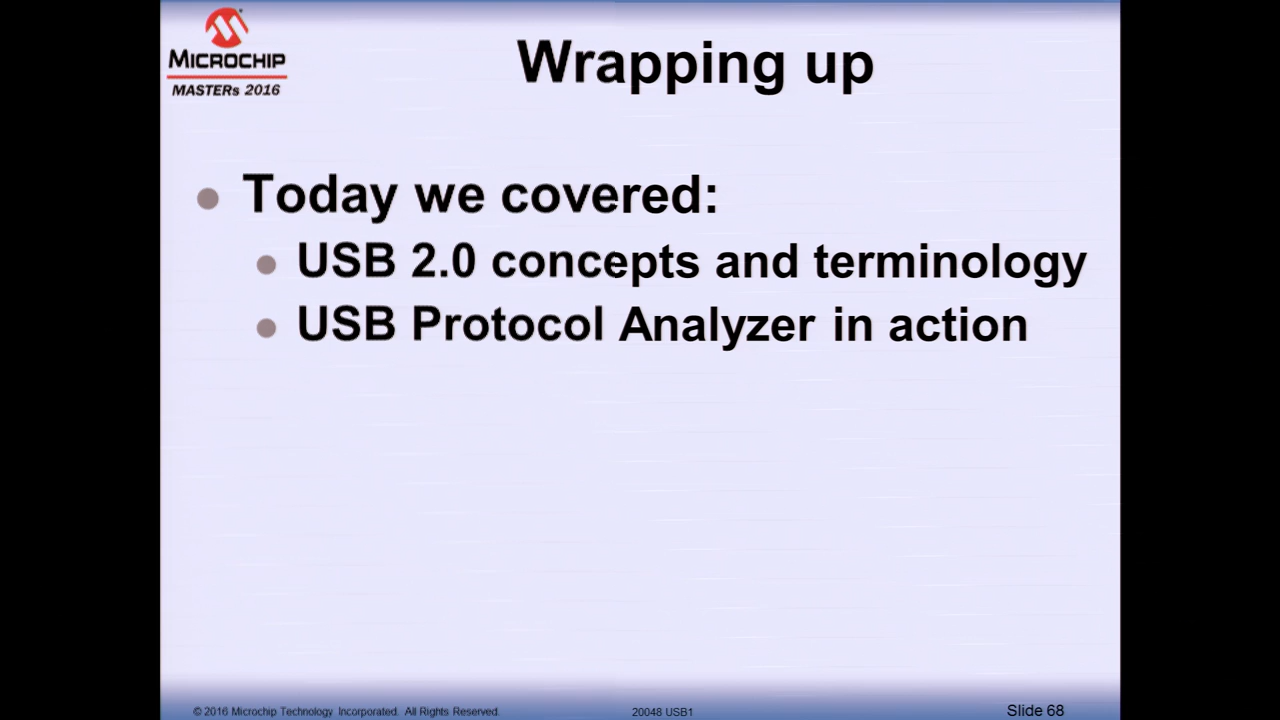 MICROCHIP
MASTERs 2016
Wrapping up
Today we covered:
USB 2.0 concepts and terminology
USB Protocol Analyzer in action
© 2016 Microchip Technology Incorporated. All Rights Reserved.
20048 USB1
Slide 68